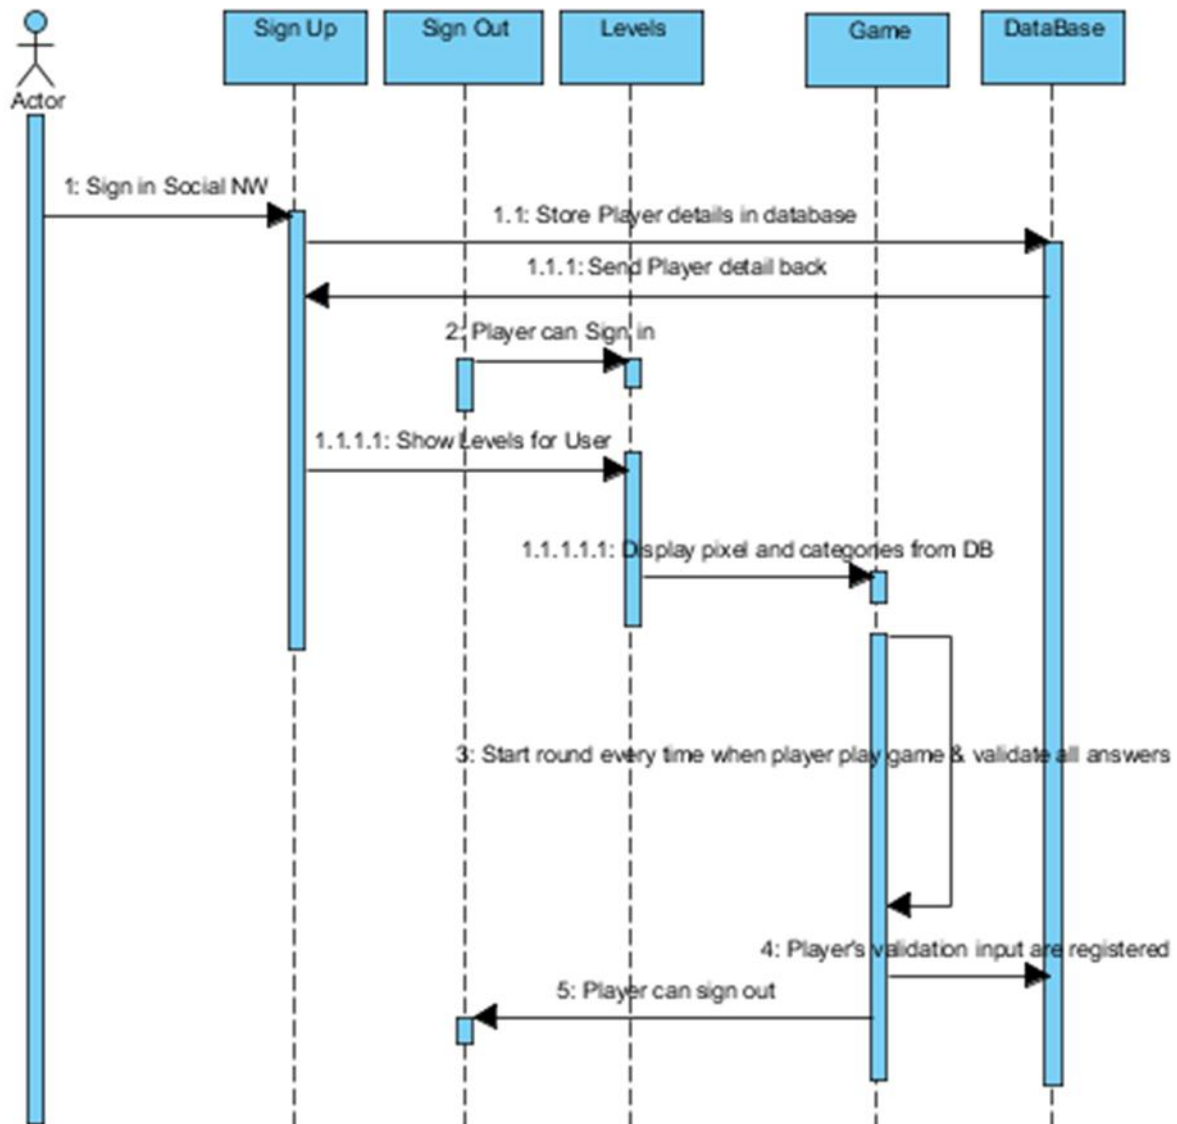 Sign Up
Sign Out
Levels
Game
DataBase
Actor
1: Sign in Social NW
1.1: Store Player details in database
1.1.1: Send Player detail back
2: Player can Sign in
1.1.1.1: Show Levels for User
1.1.1.1.1: Display pixel and categories from DB
3: Start round every time when player play game & validate all answers
4: Player's validation input are registered
5: Player can sign out